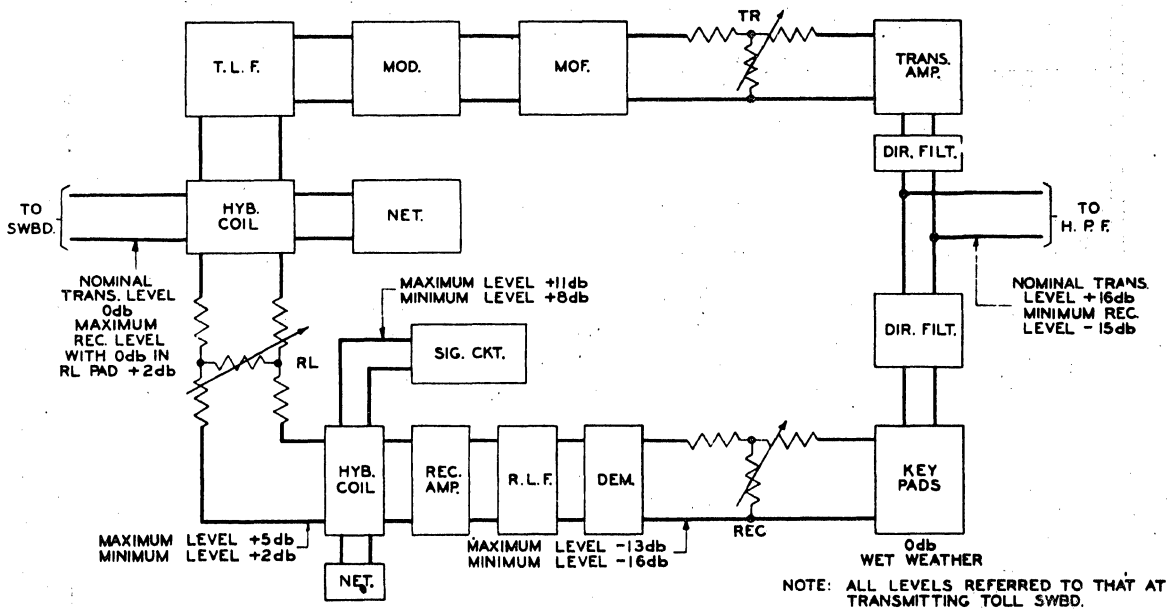 TR
T. L. F.
MOD.
MOF.
TRANS.
AMP.
DIR. FILT.
TO
SWBD.
HYB.
COIL
NET.
TO
H. P. F.
NOMINAL
TRANS. LEVEL
0db
MAXIMUM
REC. LEVEL
WITH 0db IN
RL PAD +2db
MAXIMUM LEVEL +11db
MINIMUM LEVEL +8db
NOMINAL TRANS.
LEVEL +16db
MINIMUM REC.
LEVEL -15db
RL
SIG. CKT.
DIR. FILT.
HYB.
COIL
REC.
AMP.
R. L. F.
DEM.
KEY
PADS
REC
MAXIMUM LEVEL +5db
MINIMUM LEVEL +2db
MAXIMUM LEVEL -13db
MINIMUM LEVEL -16db
0db
WET WEATHER
NET.
NOTE: ALL LEVELS REFERRED TO THAT AT
TRANSMITTING TOLL SWBD.